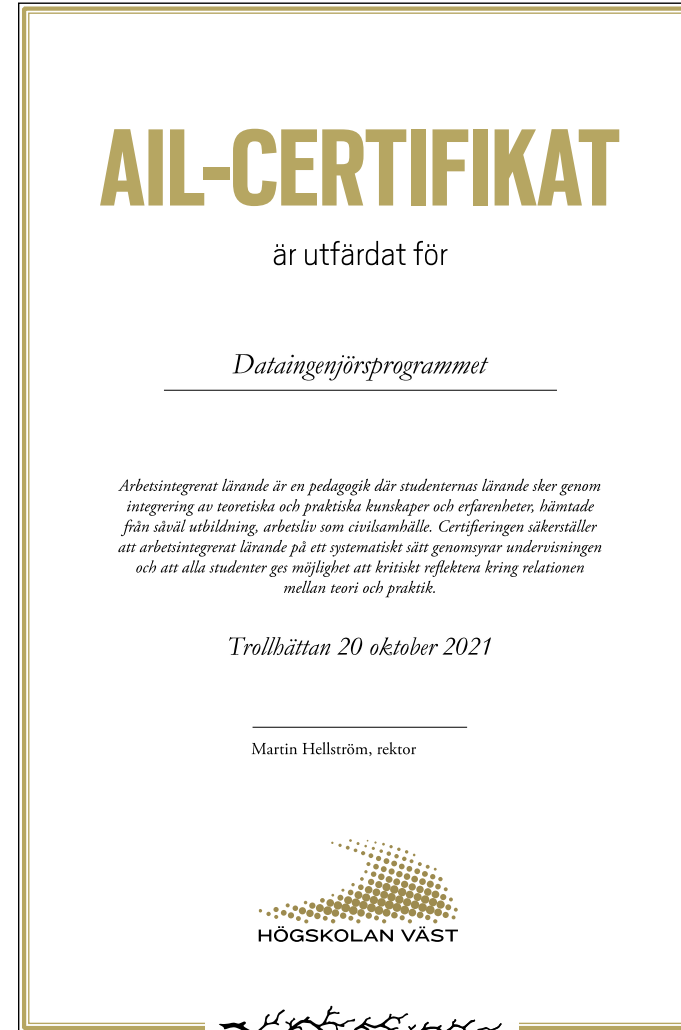 AIL-CERTIFIKAT
är utfärdat för
Dataingenjörsprogrammet
Arbetsintegrerat lärande är en pedagogik där studenternas lärande sker genom
integrering av teoretiska och praktiska kunskaper och erfarenheter, hämtade
från såväl utbildning, arbetsliv som civilsamhälle. Certifieringen säkerställer
att arbetsintegrerat lärande på ett systematiskt sätt genomsyrar undervisningen
och att alla studenter ges möjlighet att kritiskt reflektera kring relationen
mellan teori och praktik.
Trollhättan 20 oktober 2021
Martin Hellström, rektor
HÖGSKOLAN VÄST